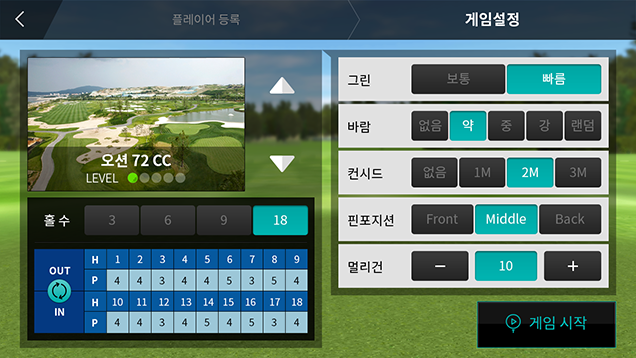 플레이어 등록 게임설정
오션 72 CC
LEVEL
홀 수 3 6 9 18
OUT
IN
H 1 2 3 4 5 6 7 8 9
P 4 4 3 4 5 4 5 3 4
H 10 11 12 13 14 15 16 17 18
P 4 4 3 4 4 5 3 5 4
그린 보통 빠름
바람 없음 약 중 강 랜덤
컨시드 없음 1M 2M 3M
핀포지션 Front Middle Back
멀리건 − 10 +
게임 시작